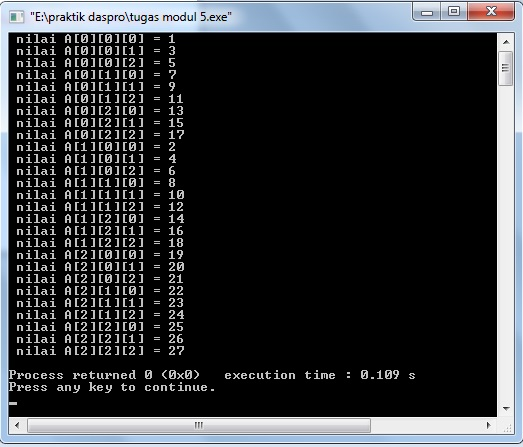 "E:\praktik daspro\tugas modul 5.exe"
nilai A[0][0][0] = 1
nilai A[0][0][1] = 3
nilai A[0][0][2] = 5
nilai A[0][1][0] = 7
nilai A[0][1][1] = 9
nilai A[0][1][2] = 11
nilai A[0][2][0] = 13
nilai A[0][2][1] = 15
nilai A[0][2][2] = 17
nilai A[1][0][0] = 2
nilai A[1][0][1] = 4
nilai A[1][0][2] = 6
nilai A[1][1][0] = 8
nilai A[1][1][1] = 10
nilai A[1][1][2] = 12
nilai A[1][2][0] = 14
nilai A[1][2][1] = 16
nilai A[1][2][2] = 18
nilai A[2][0][0] = 19
nilai A[2][0][1] = 20
nilai A[2][0][2] = 21
nilai A[2][1][0] = 22
nilai A[2][1][1] = 23
nilai A[2][1][2] = 24
nilai A[2][2][0] = 25
nilai A[2][2][1] = 26
nilai A[2][2][2] = 27
Process returned 0 (0x0)   execution time : 0.109 s
Press any key to continue.